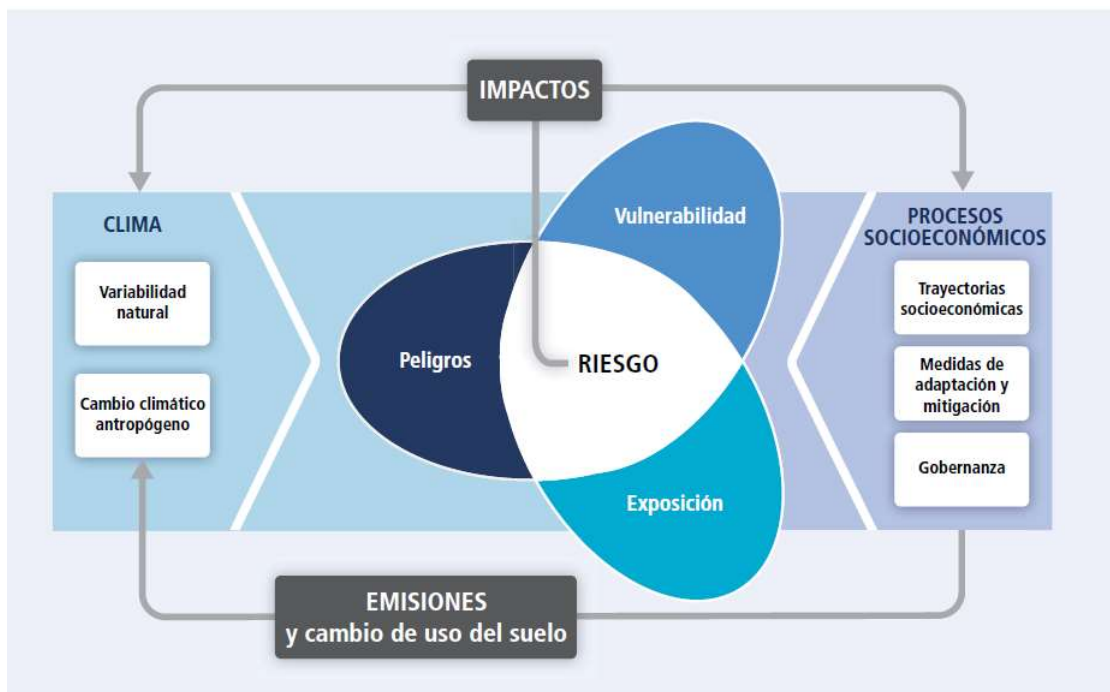 IMPACTOS
CLIMA
Variabilidad
natural
Cambio climático
antropógeno
Peligros
Vulnerabilidad
RIESGO
Exposición
PROCESOS
SOCIOECONÓMICOS
Trayectorias
socioeconómicas
Medidas de
adaptación y
mitigación
Gobernanza
EMISIONES
y cambio de uso del suelo